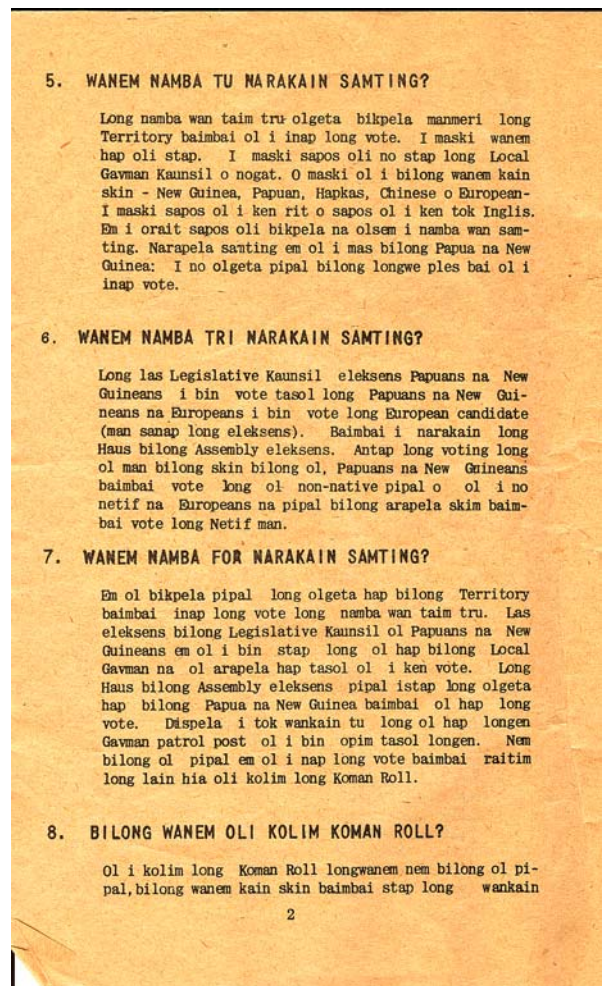 5. WANEM NAMBA TU NARAKAIN SAMTING?
Long namba wan taim tru olgeta bikpela manmeri long
Territory baimbai ol i inap long vote. I maski wanem
hap oli stap. I maski sapos oli no stap long Local
Gavman Kaunsil o nogat. O maski ol i bilong wanem kain
skin - New Guinea, Papuan, Hapkas, Chinese o European-
I maski sapos ol i ken rit o sapos ol i ken tok Inglis.
Em i orait sapos oli bikpela na olsem i namba wan sam-
ting. Narapela samting em ol i mas bilong Papua na New
Guinea: I no olgeta pipal bilong longwe ples bai ol i
inap vote.
6. WANEM NAMBA TRI NARAKAIN SAMTING?
Long las Legislative Kaunsil eleksens Papuans na New
Guineans i bin vote tasol long Papuans na New Gui-
neans na Europeans i bin vote long European candidate
(man sanap long eleksens). Baimbai i narakain long
Haus bilong Assembly eleksens. Antap long voting long
ol man bilong skin bilong ol, Papuans na New Guineans
baimbai vote long ol non-native pipal o ol i no
netif na Europeans na pipal bilong arapela skim baim-
bai vote long Netif man.
7. WANEM NAMBA FOR NARAKAIN SAMTING?
Em ol bikpela pipal long olgeta hap bilong Territory
baimbai inap long vote long namba wan taim tru. Las
eleksens bilong Legislative Kaunsil ol Papuans na New
Guineans em ol i bin stap long ol hap bilong Local
Gavman na ol arapela hap tasol ol i ken vote. Long
Haus bilong Assembly eleksens pipal istap long olgeta
hap bilong Papua na New Guinea baimbai ol hap long
vote. Dispela i tok wankain tu long ol hap longen
Gavman patrol post ol i bin opim tasol longen. Nem
bilong ol pipal em ol i nap long vote baimbai raitim
long lain hia oli kolim long Koman Roll.
8. BILONG WANEM OLI KOLIM KOMAN ROLL?
Ol i kolim long Koman Roll longwanem nem bilong ol pi-
pal, bilong wanem kain skin baimbai stap long wankain
2